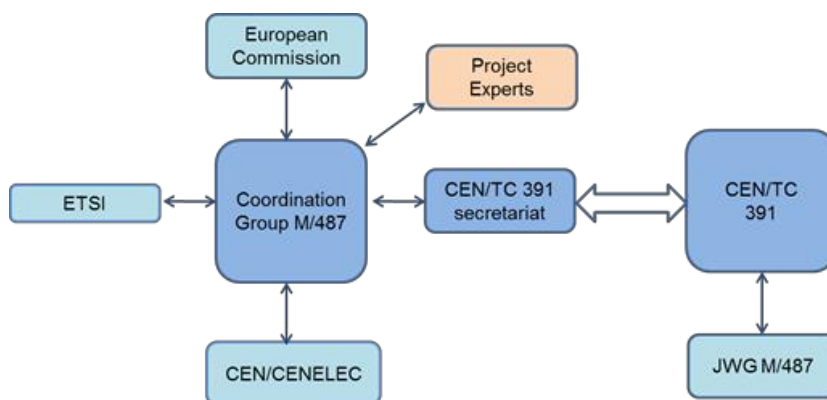 European
Commission
Project
Experts
ETSI
Coordination
Group M/487
CEN/TC 391
secretariat
CEN/TC
391
CEN/CENELEC
JWG M/487